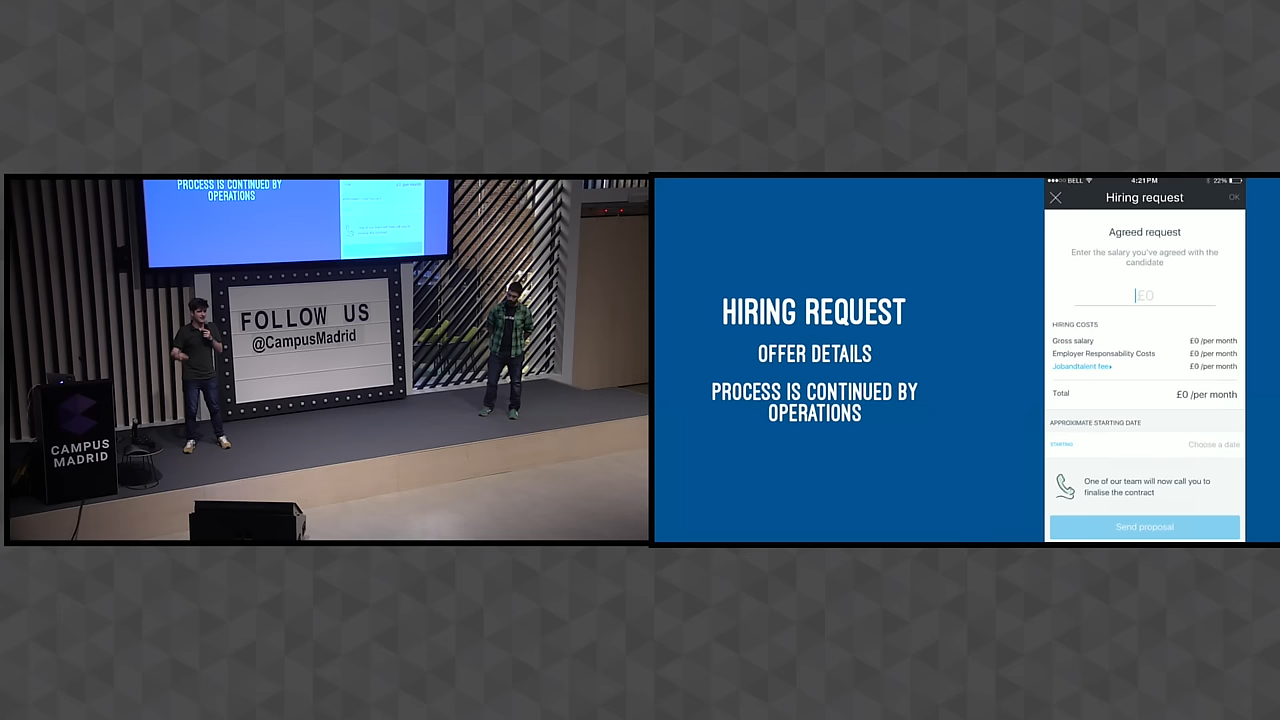 PROCESS IS CONTINUED BY
OPERATIONS
FOLLOW US
@CampusMadrid
CAMPUS
MADRID
HIRING REQUEST
OFFER DETAILS
PROCESS IS CONTINUED BY
OPERATIONS
BELL
4:21PM
22%
Hiring request
OK
Agreed request
Enter the salary you've agreed with the
candidate
£0
HIRING COSTS
Gross salary £0 /per month
Employer Responsability Costs £0 /per month
Jobandtalent fee £0 /per month
Total £0 /per month
APPROXIMATE STARTING DATE
STARTING Choose a date
One of our team will now call you to
finalise the contract
Send proposal